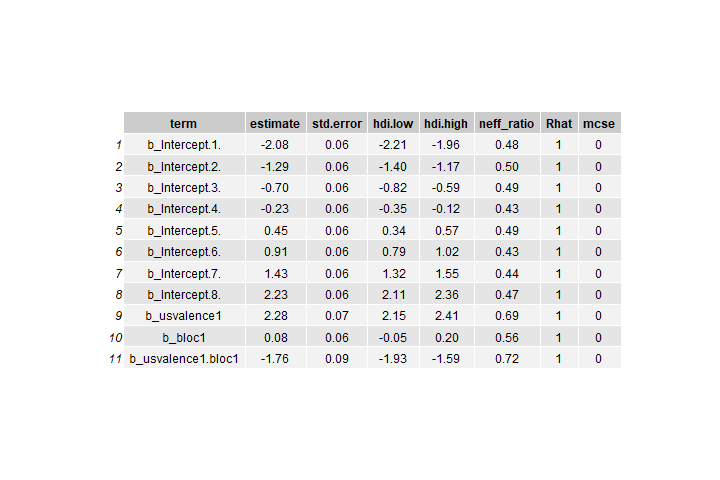 term estimate std.error hdi.low hdi.high neff_ratio Rhat mcse
1 b_Intercept.1. -2.08 0.06 -2.21 -1.96 0.48 1 0
2 b_Intercept.2. -1.29 0.06 -1.40 -1.17 0.50 1 0
3 b_Intercept.3. -0.70 0.06 -0.82 -0.59 0.49 1 0
4 b_Intercept.4. -0.23 0.06 -0.35 -0.12 0.43 1 0
5 b_Intercept.5. 0.45 0.06 0.34 0.57 0.49 1 0
6 b_Intercept.6. 0.91 0.06 0.79 1.02 0.43 1 0
7 b_Intercept.7. 1.43 0.06 1.32 1.55 0.44 1 0
8 b_Intercept.8. 2.23 0.06 2.11 2.36 0.47 1 0
9 b_usvalence1 2.28 0.07 2.15 2.41 0.69 1 0
10 b_bloc1 0.08 0.06 -0.05 0.20 0.56 1 0
11 b_usvalence1.bloc1 -1.76 0.09 -1.93 -1.59 0.72 1 0